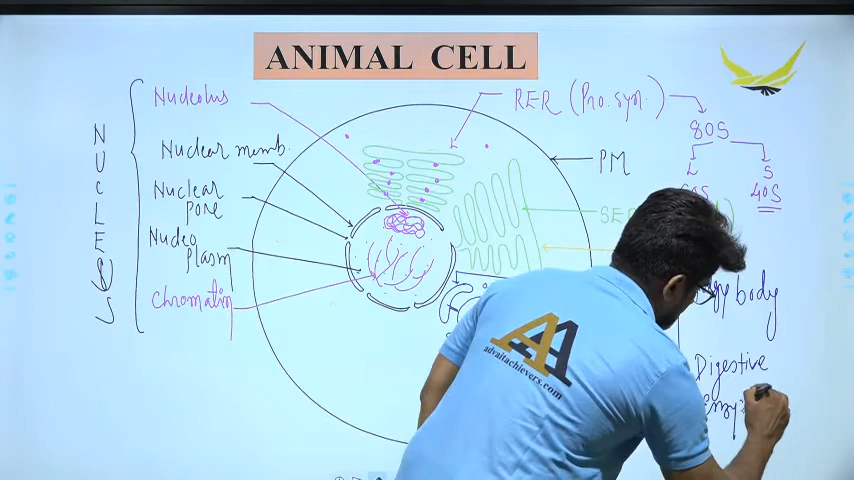 ANIMAL CELL
Nucleolus
Nuclear memb.
Nuclear
pore
Nucleo
plasm
Chromatin
NUCLEUS
RER (Pro. syn.)
80S
L
S
40S
PM
body
Digestive
AA
advaitachievers.com